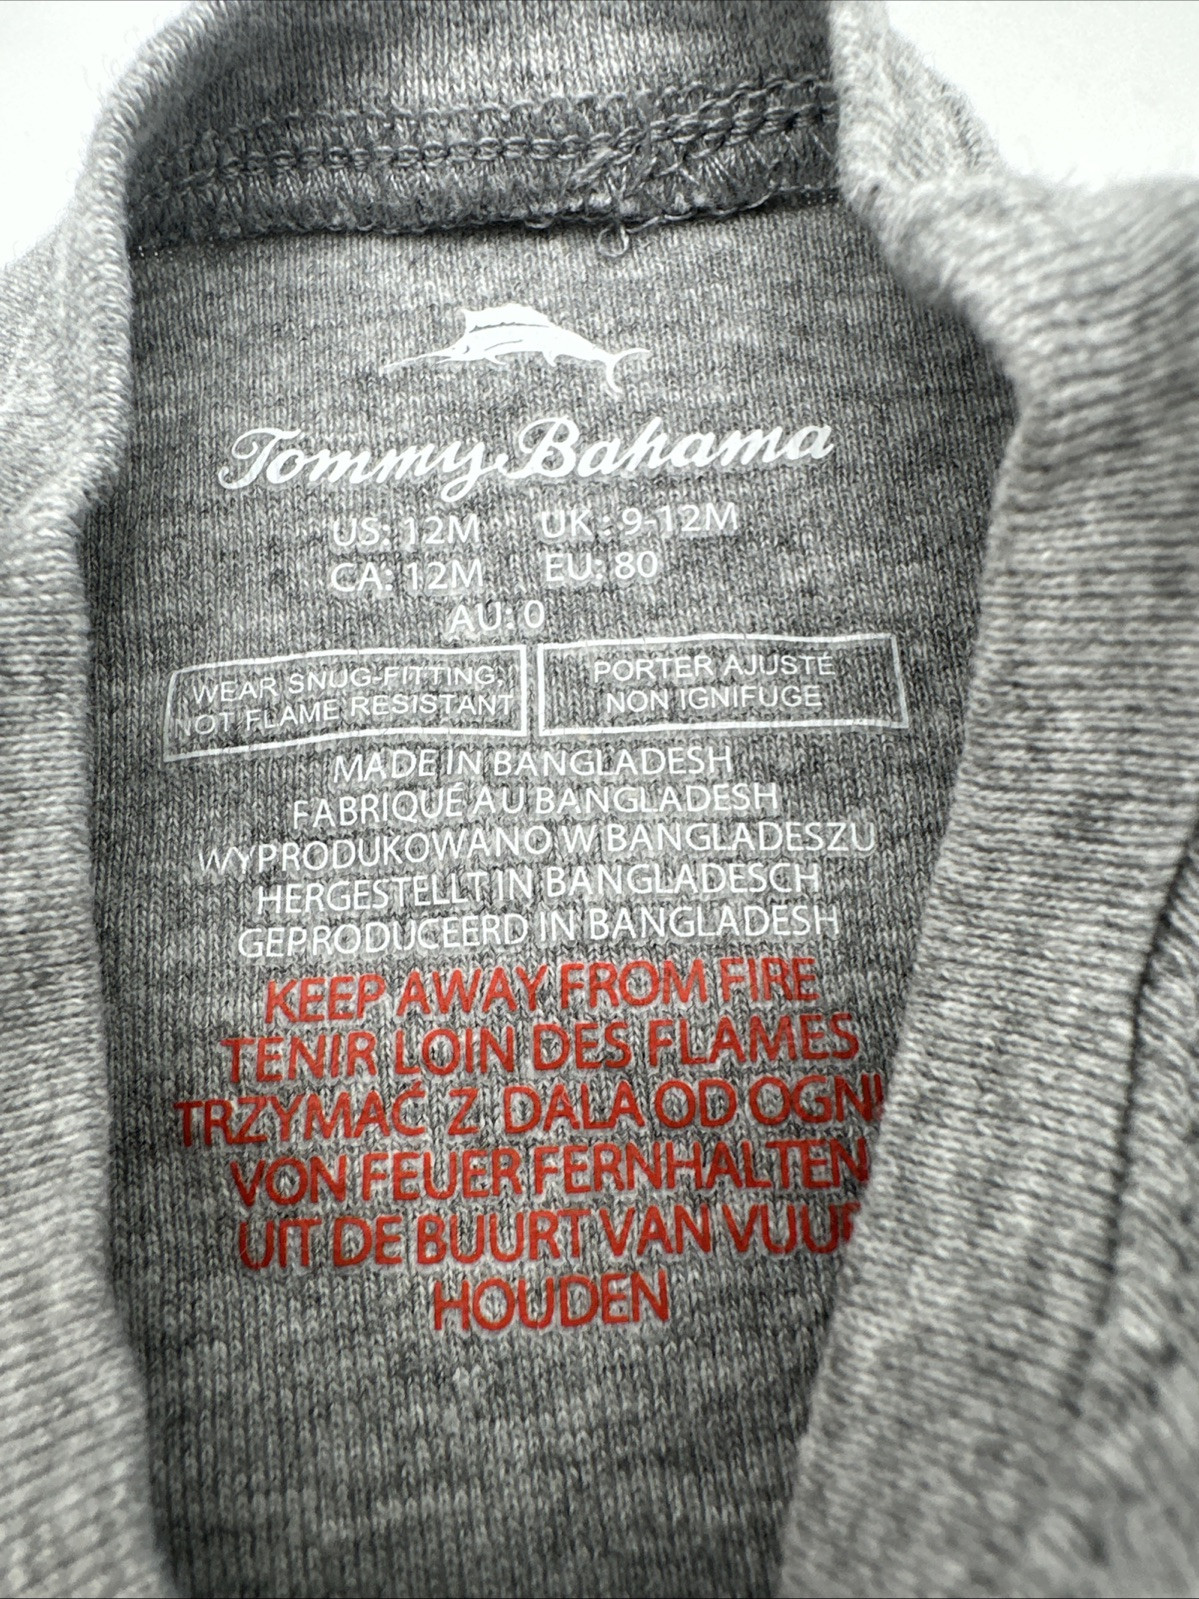 Tommy Bahama
US: 12M UK: 9-12M
CA: 12M EU: 80
AU: 0
WEAR SNUG-FITTING,
NOT FLAME RESISTANT
PORTER AJUSTÉ
NON IGNIFUGE
MADE IN BANGLADESH
FABRIQUÉ AU BANGLADESH
WYPRODUKOWANO W BANGLADESZU
HERGESTELLT IN BANGLADESCH
GEPRODUCEERD IN BANGLADESH
KEEP AWAY FROM FIRE
TENIR LOIN DES FLAMES
TRZYMAĆ Z DALA OD
VON FEUER FERNHALTEN
UIT DE BUURT VAN
HOUDEN